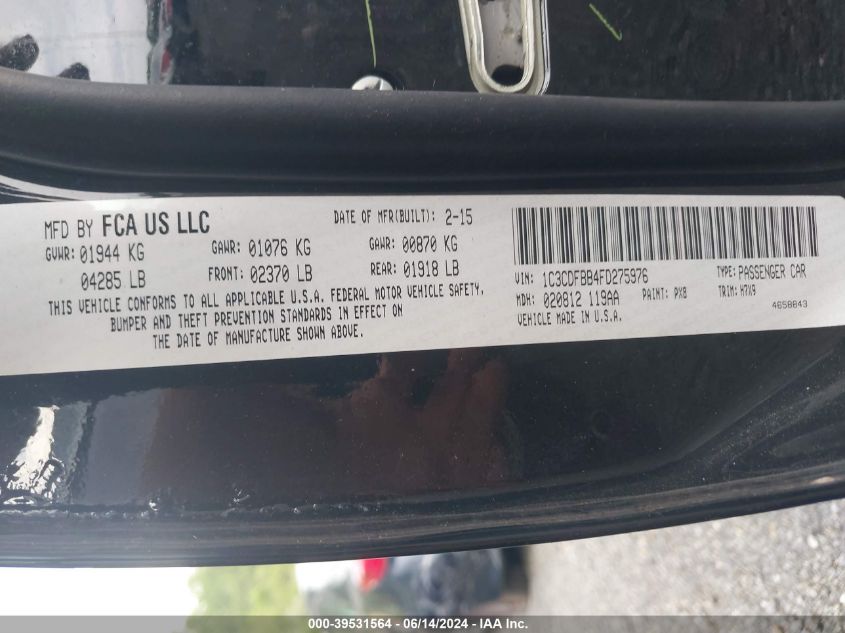 MFD BY FCA US LLC
DATE OF MFR(BUILT): 2-15
GVWR: 01944 KG
GAWR: 01076 KG
GAWR: 00870 KG
04285 LB
FRONT: 02370 LB
REAR: 01918 LB
THIS VEHICLE CONFORMS TO ALL APPLICABLE U.S.A. FEDERAL MOTOR VEHICLE SAFETY,
BUMPER AND THEFT PREVENTION STANDARDS IN EFFECT ON
THE DATE OF MANUFACTURE SHOWN ABOVE.
VIN: 1C3CDFBB4FD275976
TYPE: PASSENGER CAR
MDH: 020812 119AA
PAINT: PX8
TRIM: H7X9
VEHICLE MADE IN U.S.A.
4658843
000-39531564 / 06/14/2024 - IAA Inc.